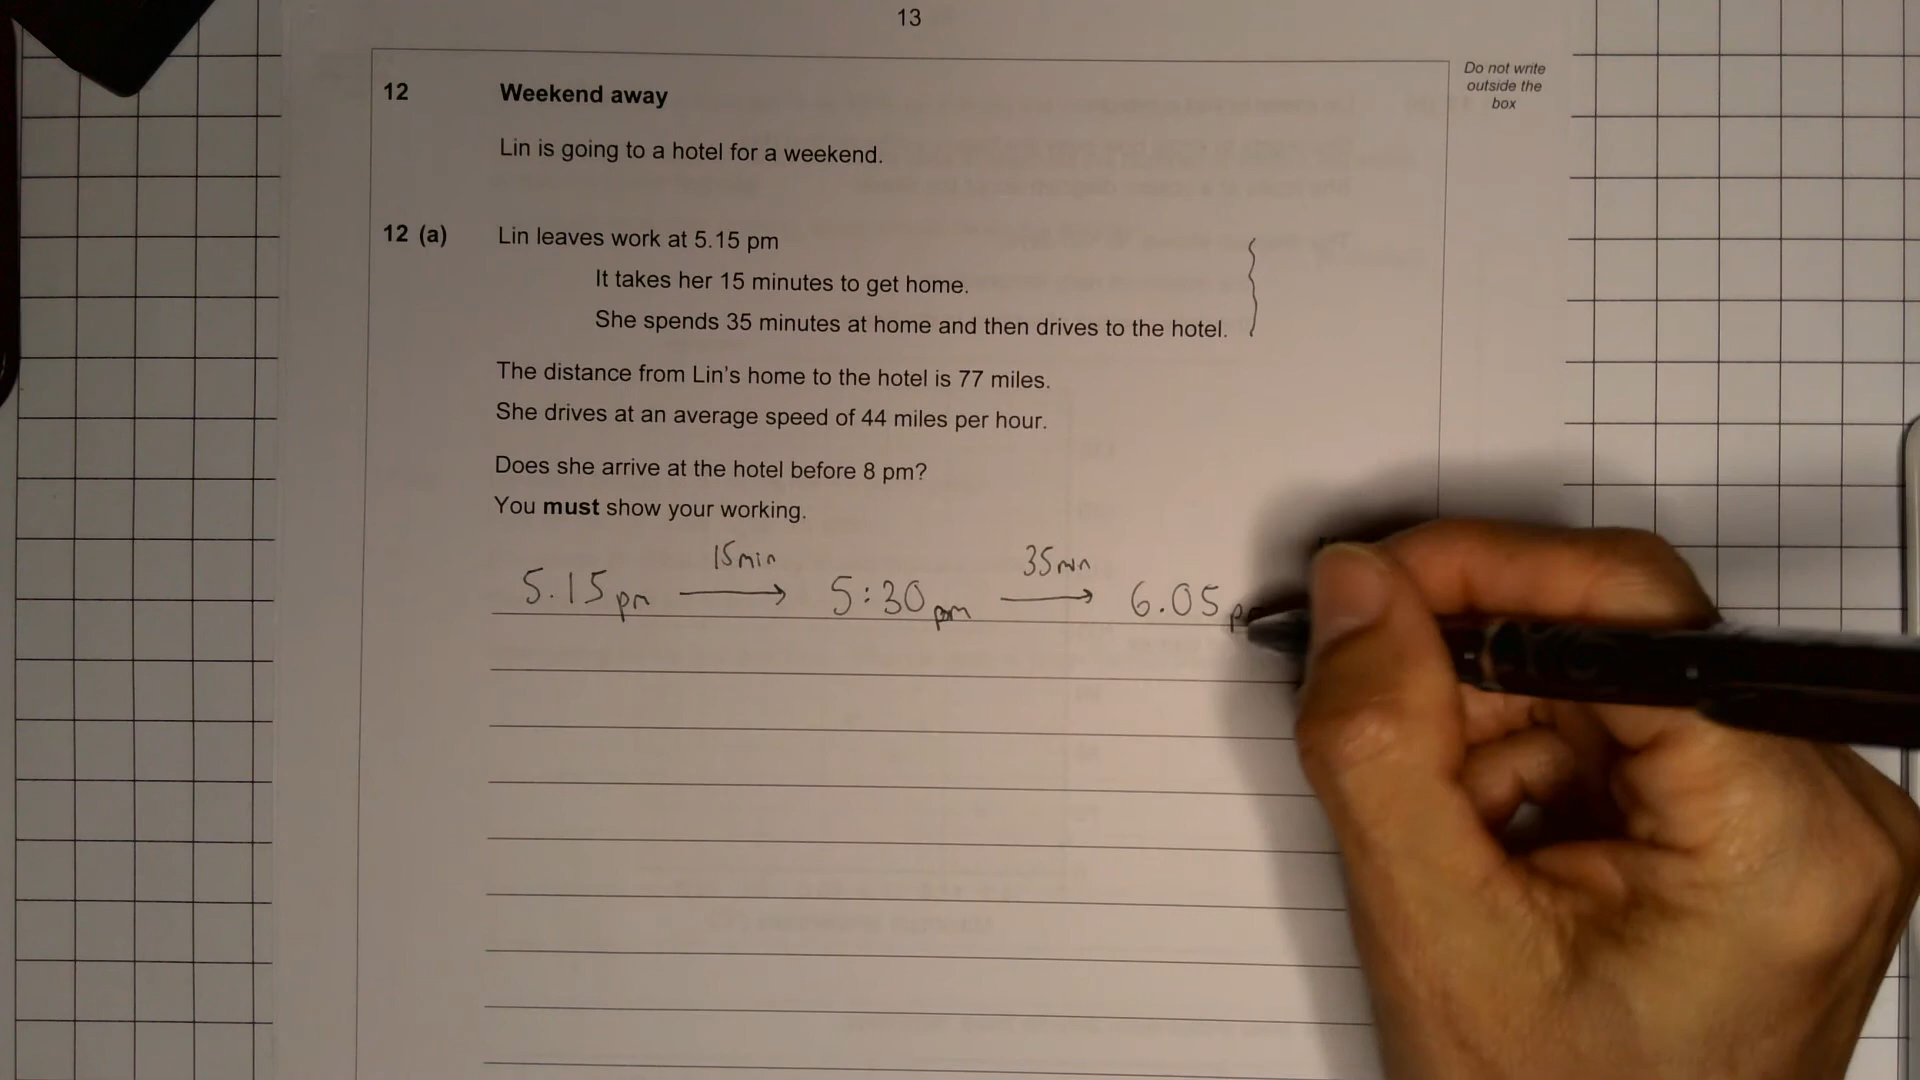 13
Do not write
outside the
box
12 Weekend away
Lin is going to a hotel for a weekend.
12 (a) Lin leaves work at 5.15 pm
It takes her 15 minutes to get home.
She spends 35 minutes at home and then drives to the hotel.
The distance from Lin's home to the hotel is 77 miles.
She drives at an average speed of 44 miles per hour.
Does she arrive at the hotel before 8 pm?
You must show your working.
15min 35min
5.15pm → 5:30pm → 6.05